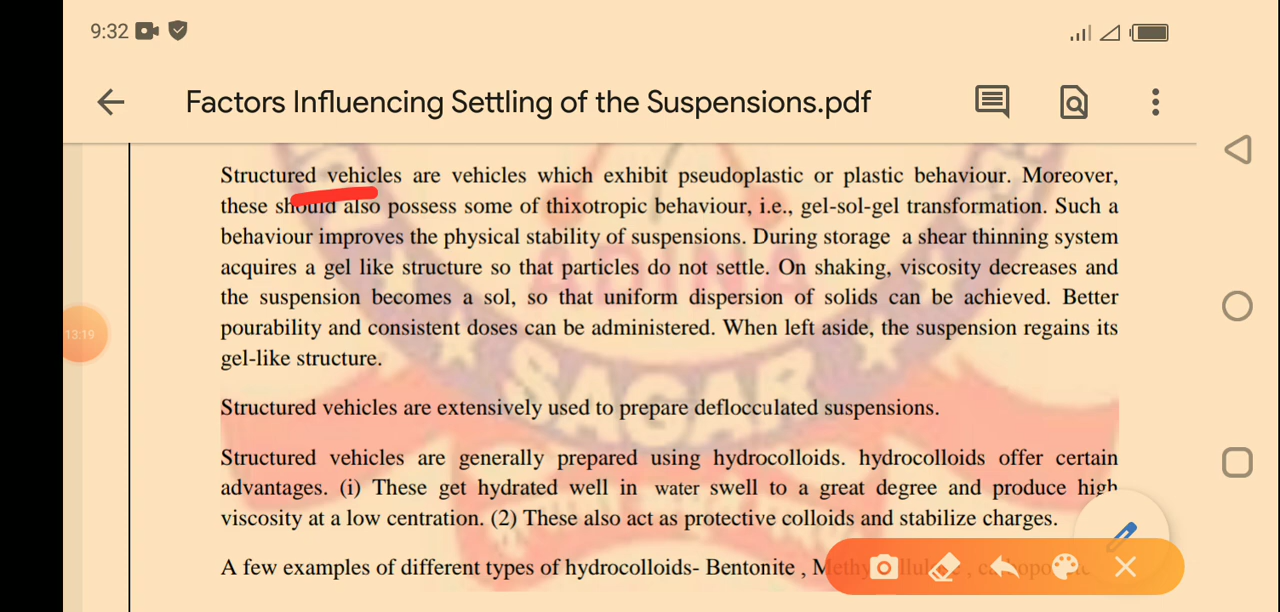 9:32
Factors Influencing Settling of the Suspensions.pdf
Structured vehicles are vehicles which exhibit pseudoplastic or plastic behaviour. Moreover,
these should also possess some of thixotropic behaviour, i.e., gel-sol-gel transformation. Such a
behaviour improves the physical stability of suspensions. During storage a shear thinning system
acquires a gel like structure so that particles do not settle. On shaking, viscosity decreases and
the suspension becomes a sol, so that uniform dispersion of solids can be achieved. Better
pourability and consistent doses can be administered. When left aside, the suspension regains its
gel-like structure.
13:19
ADINA
SAGAR
Structured vehicles are extensively used to prepare deflocculated suspensions.
Structured vehicles are generally prepared using hydrocolloids. hydrocolloids offer certain
advantages. (i) These get hydrated well in water swell to a great degree and produce high
viscosity at a low centration. (2) These also act as protective colloids and stabilize charges.
A few examples of different types of hydrocolloids- Bentonite ,